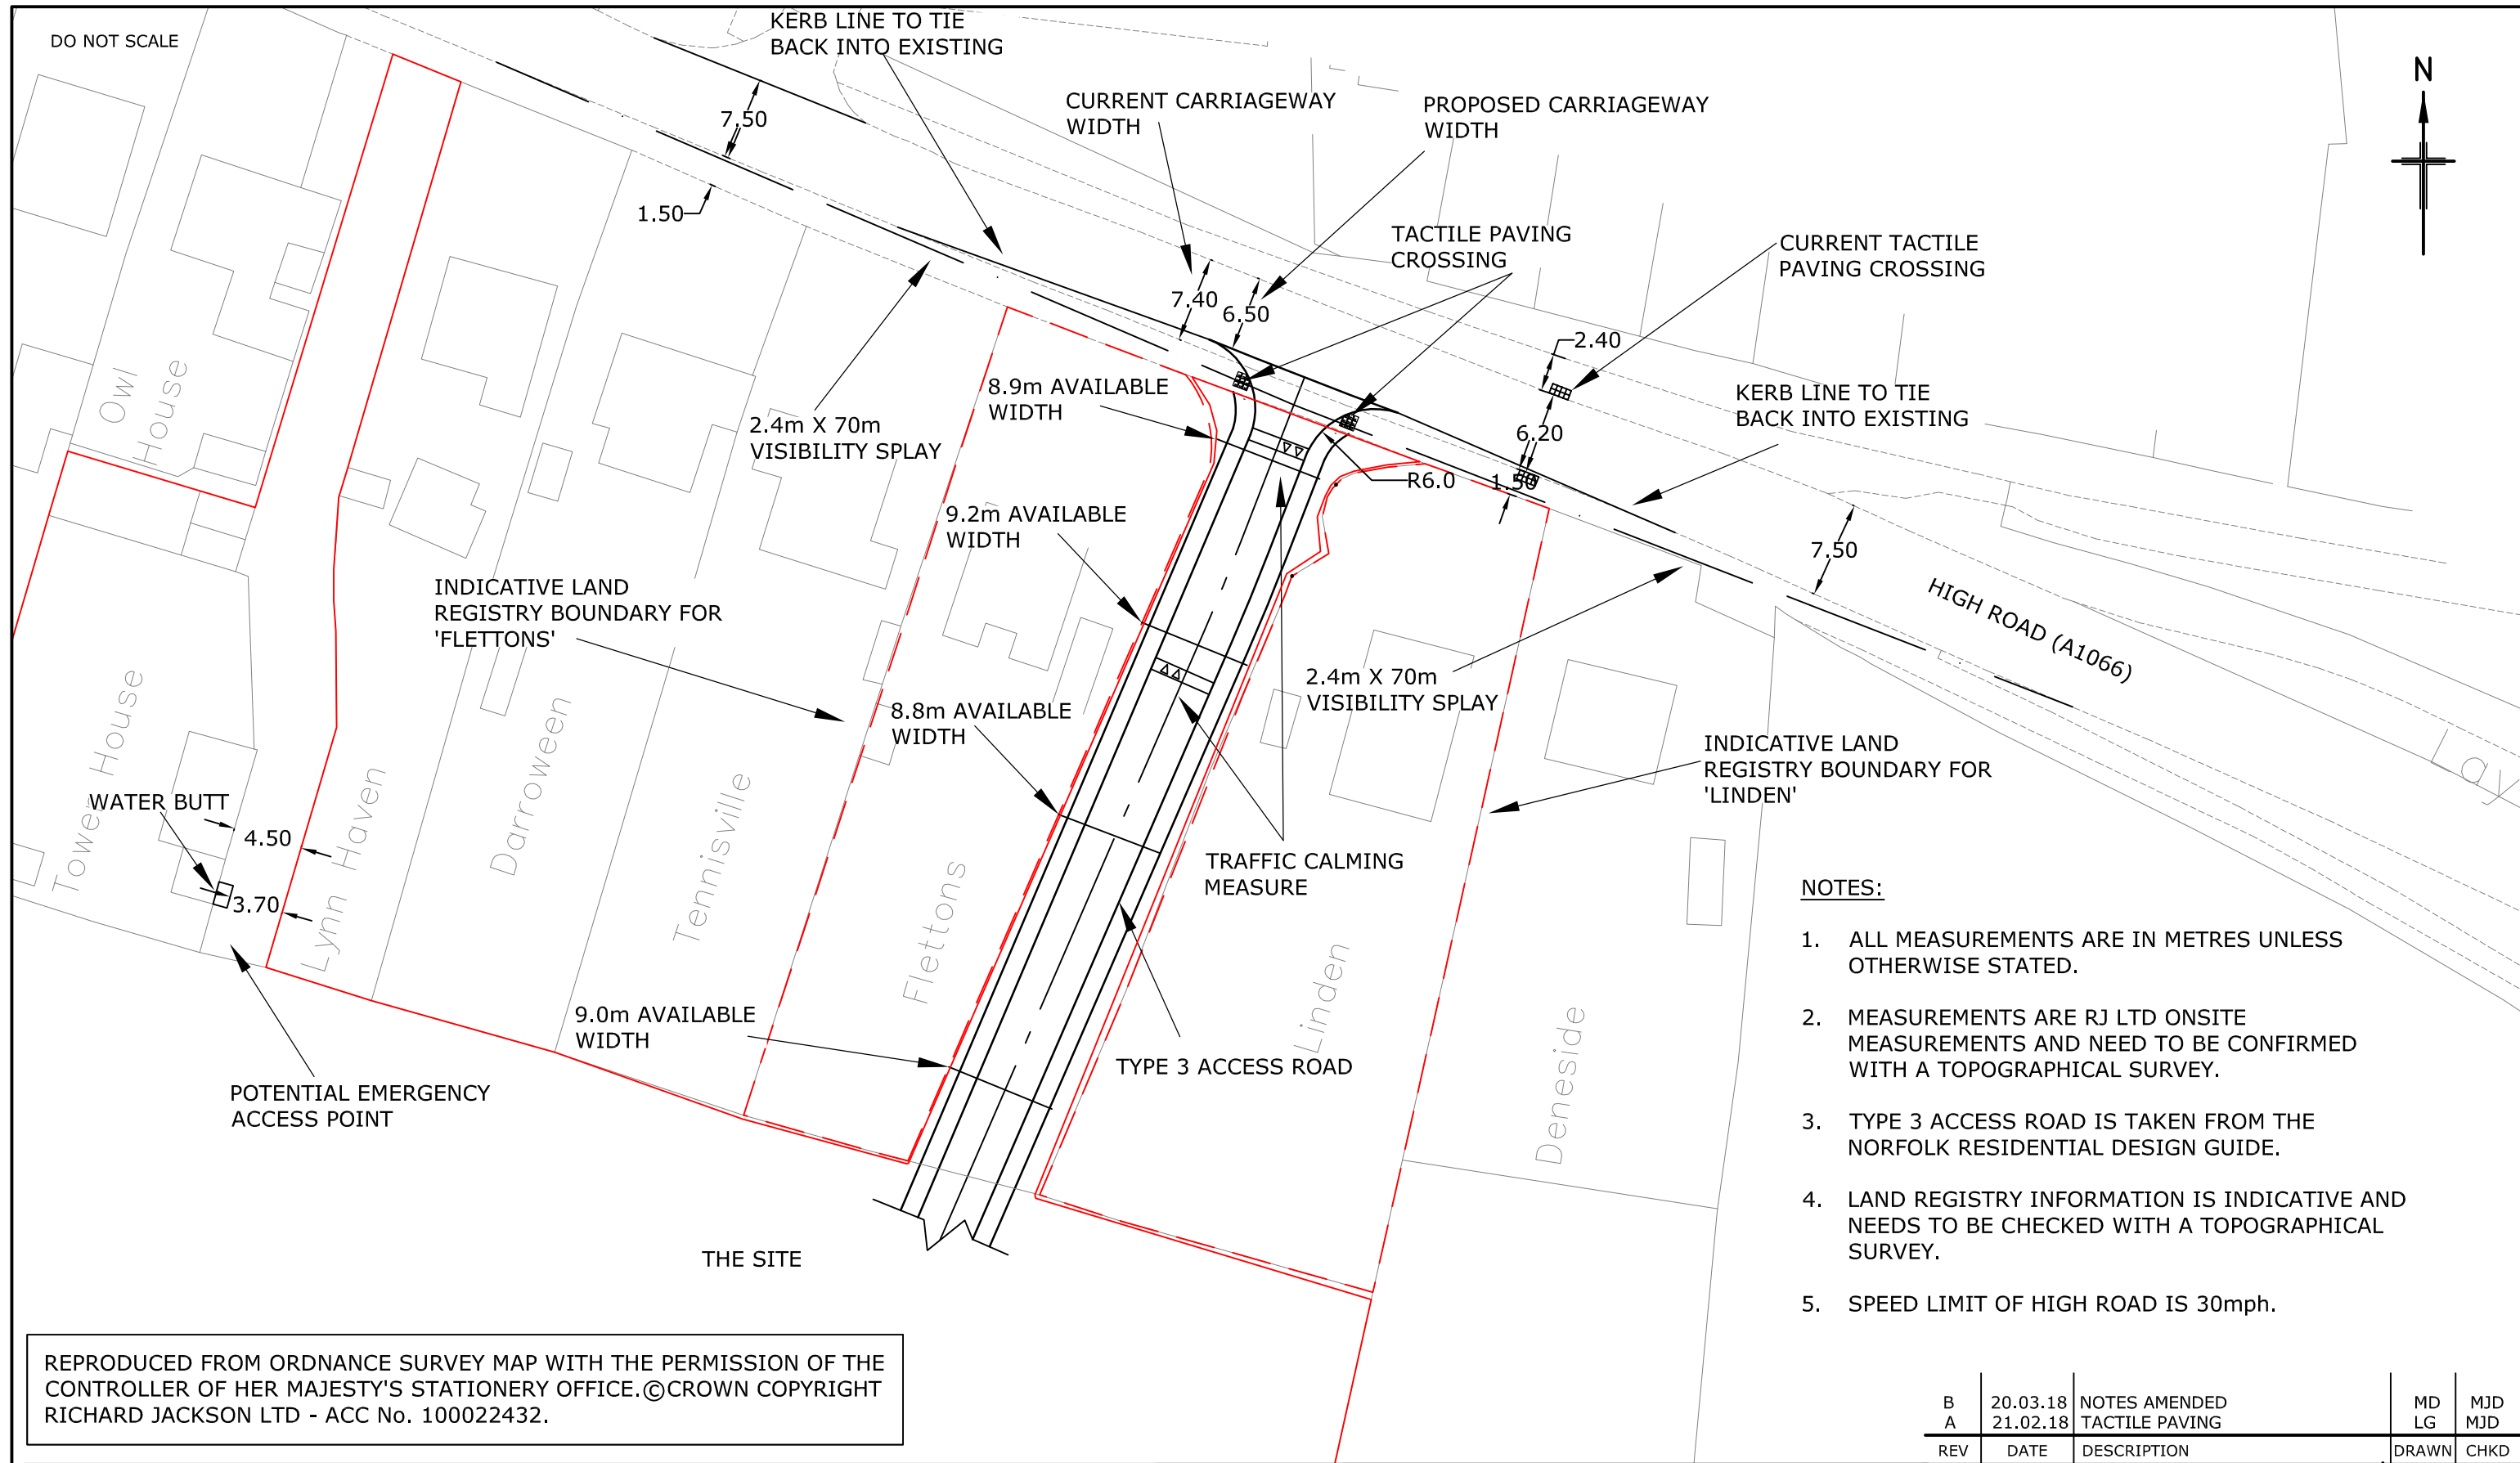 DO NOT SCALE
KERB LINE TO TIE
BACK INTO EXISTING
CURRENT CARRIAGEWAY
WIDTH
PROPOSED CARRIAGEWAY
WIDTH
N
7.50
1.50
TACTILE PAVING
CROSSING
CURRENT TACTILE
PAVING CROSSING
7.40
6.50
2.40
8.9m AVAILABLE
WIDTH
KERB LINE TO TIE
BACK INTO EXISTING
2.4m X 70m
VISIBILITY SPLAY
6.20
R6.0
1.50
Owl
House
9.2m AVAILABLE
WIDTH
7.50
HIGH ROAD (A1066)
INDICATIVE LAND
REGISTRY BOUNDARY FOR
'FLETTONS'
2.4m X 70m
VISIBILITY SPLAY
8.8m AVAILABLE
WIDTH
INDICATIVE LAND
REGISTRY BOUNDARY FOR
'LINDEN'
WATER BUTT
4.50
3.70
Tower House
Lynn Haven
Darroween
Tennisville
Flettons
Linden
Deneside
TRAFFIC CALMING
MEASURE
9.0m AVAILABLE
WIDTH
TYPE 3 ACCESS ROAD
POTENTIAL EMERGENCY
ACCESS POINT
THE SITE
NOTES:
1. ALL MEASUREMENTS ARE IN METRES UNLESS
OTHERWISE STATED.
2. MEASUREMENTS ARE RJ LTD ONSITE
MEASUREMENTS AND NEED TO BE CONFIRMED
WITH A TOPOGRAPHICAL SURVEY.
3. TYPE 3 ACCESS ROAD IS TAKEN FROM THE
NORFOLK RESIDENTIAL DESIGN GUIDE.
4. LAND REGISTRY INFORMATION IS INDICATIVE AND
NEEDS TO BE CHECKED WITH A TOPOGRAPHICAL
SURVEY.
5. SPEED LIMIT OF HIGH ROAD IS 30mph.
REPRODUCED FROM ORDNANCE SURVEY MAP WITH THE PERMISSION OF THE
CONTROLLER OF HER MAJESTY'S STATIONERY OFFICE.©CROWN COPYRIGHT
RICHARD JACKSON LTD - ACC No. 100022432.
B 20.03.18 NOTES AMENDED MD MJD
A 21.02.18 TACTILE PAVING LG MJD
REV DATE DESCRIPTION DRAWN CHKD